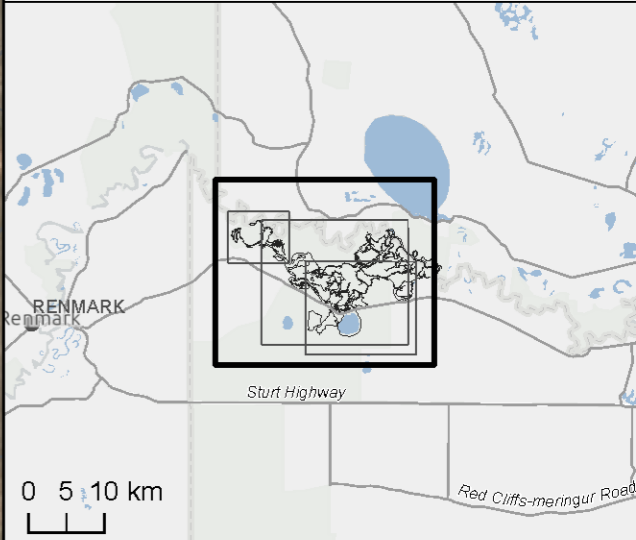 RENMARK
Renmark
Sturt Highway
Red Cliffs-meringur Road
0 5 10 km